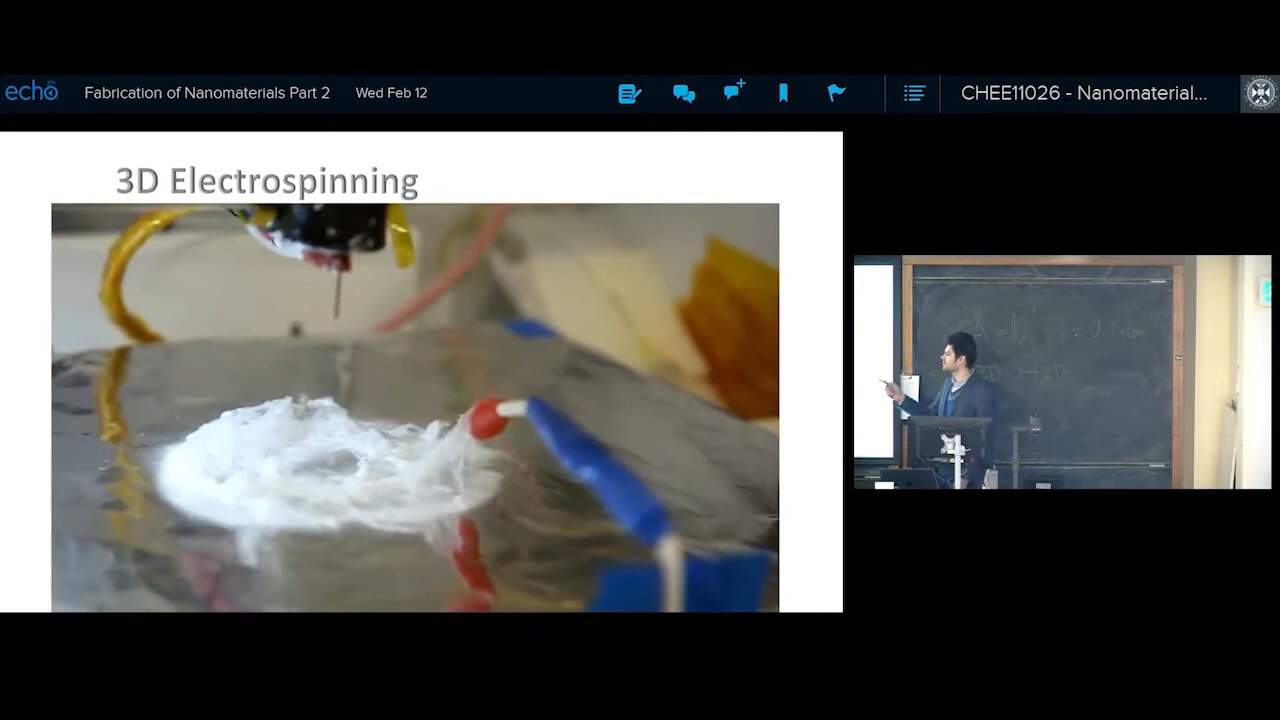 echo
Fabrication of Nanomaterials Part 2
Wed Feb 12
CHEE11026 - Nanomaterial...
3D Electrospinning